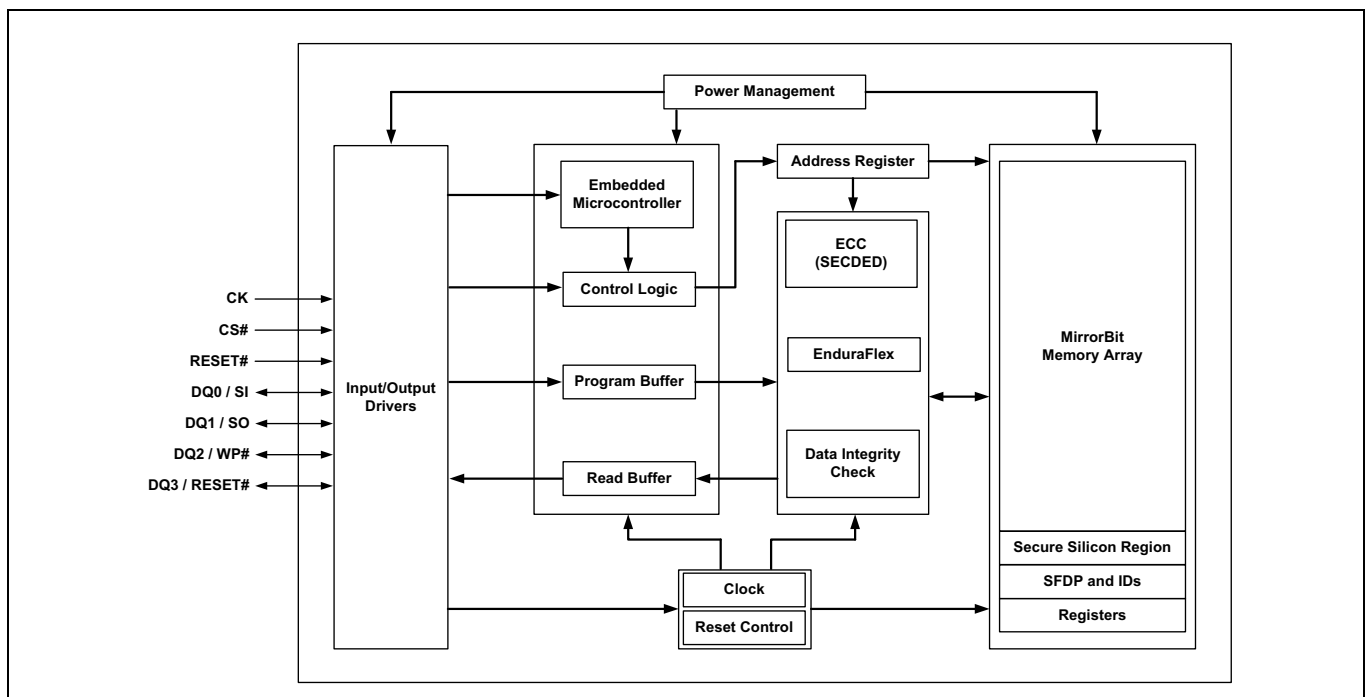 Power Management
Address Register
Embedded
Microcontroller
ECC
(SECDED)
Control Logic
CK
CS#
RESET#
DQ0 / SI
DQ1 / SO
DQ2 / WP#
DQ3 / RESET#
Input/Output
Drivers
EnduraFlex
MirrorBit
Memory Array
Program Buffer
Data Integrity
Check
Read Buffer
Secure Silicon Region
SFDP and IDs
Registers
Clock
Reset Control